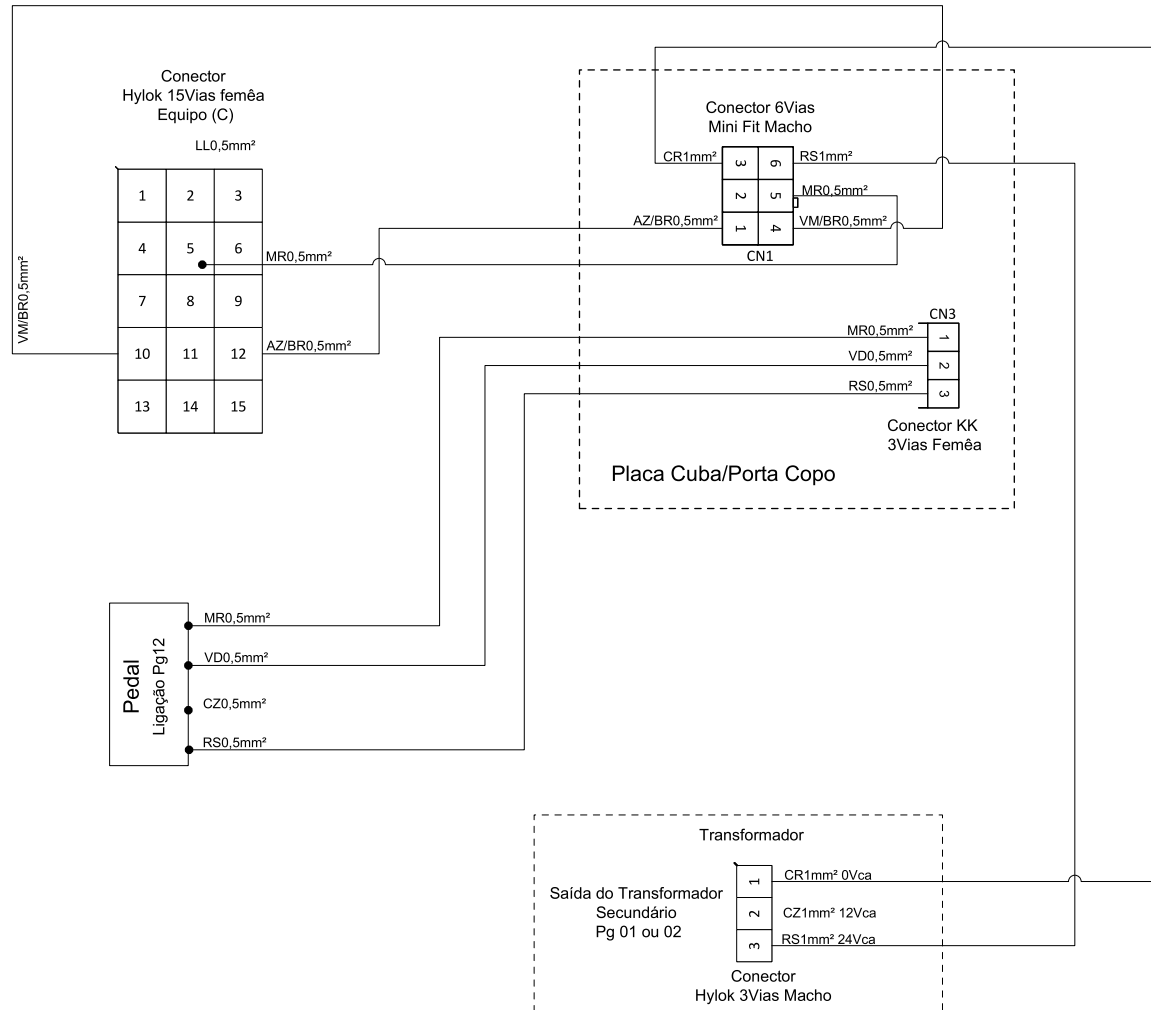 Conector
Hylok 15Vias femêa
Equipo (C)
LL0,5mm²
1 2 3
4 5 6
7 8 9
10 11 12
13 14 15
VM/BR0,5mm²
MR0,5mm²
AZ/BR0,5mm²
Conector 6Vias
Mini Fit Macho
CR1mm² 3 6 RS1mm²
2 5 MR0,5mm²
AZ/BR0,5mm² 1 4 VM/BR0,5mm²
CN1
CN3
MR0,5mm² 1
VD0,5mm² 2
RS0,5mm² 3
Conector KK
3Vias Femêa
Placa Cuba/Porta Copo
Pedal
Ligação Pg12
MR0,5mm²
VD0,5mm²
CZ0,5mm²
RS0,5mm²
Transformador
Saída do Transformador
Secundário
Pg 01 ou 02
1 CR1mm² 0Vca
2 CZ1mm² 12Vca
3 RS1mm² 24Vca
Conector
Hylok 3Vias Macho